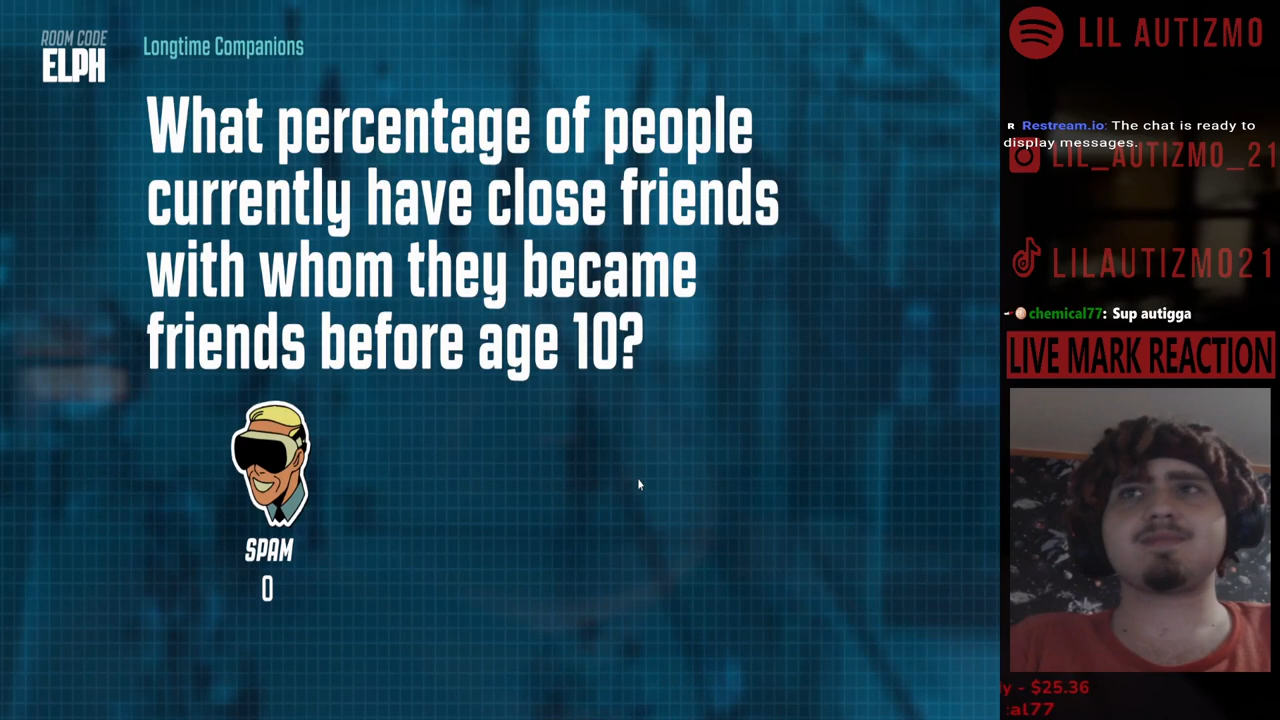 ROOM CODE
ELPH
Longtime Companions
What percentage of people
currently have close friends
with whom they became
friends before age 10?
SPAM
0
LIL AUTIZMO
R Restream.io: The chat is ready to
display messages.
LIL_AUTIZMO_21
LILAUTIZMO21
chemical77: Sup autigga
LIVE MARK REACTION
y - $25.36
cal77